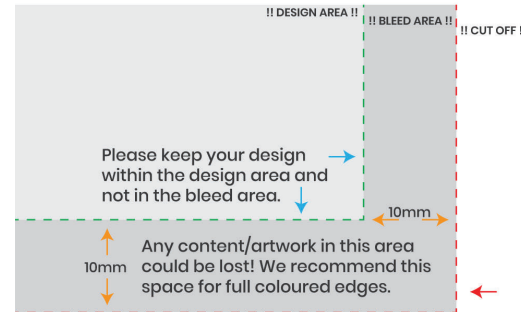 !! DESIGN AREA !!
!! BLEED AREA !!
!! CUT OFF !
Please keep your design
within the design area and
not in the bleed area.
10mm
Any content/artwork in this area
10mm
could be lost! We recommend this
space for full coloured edges.